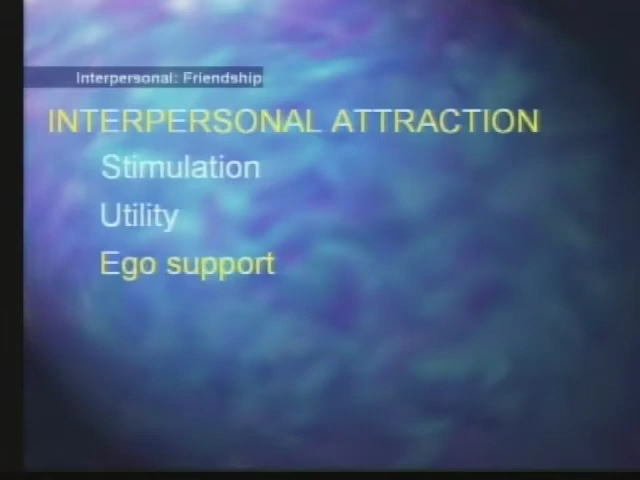 Interpersonal: Friendship
INTERPERSONAL ATTRACTION
Stimulation
Utility
Ego support